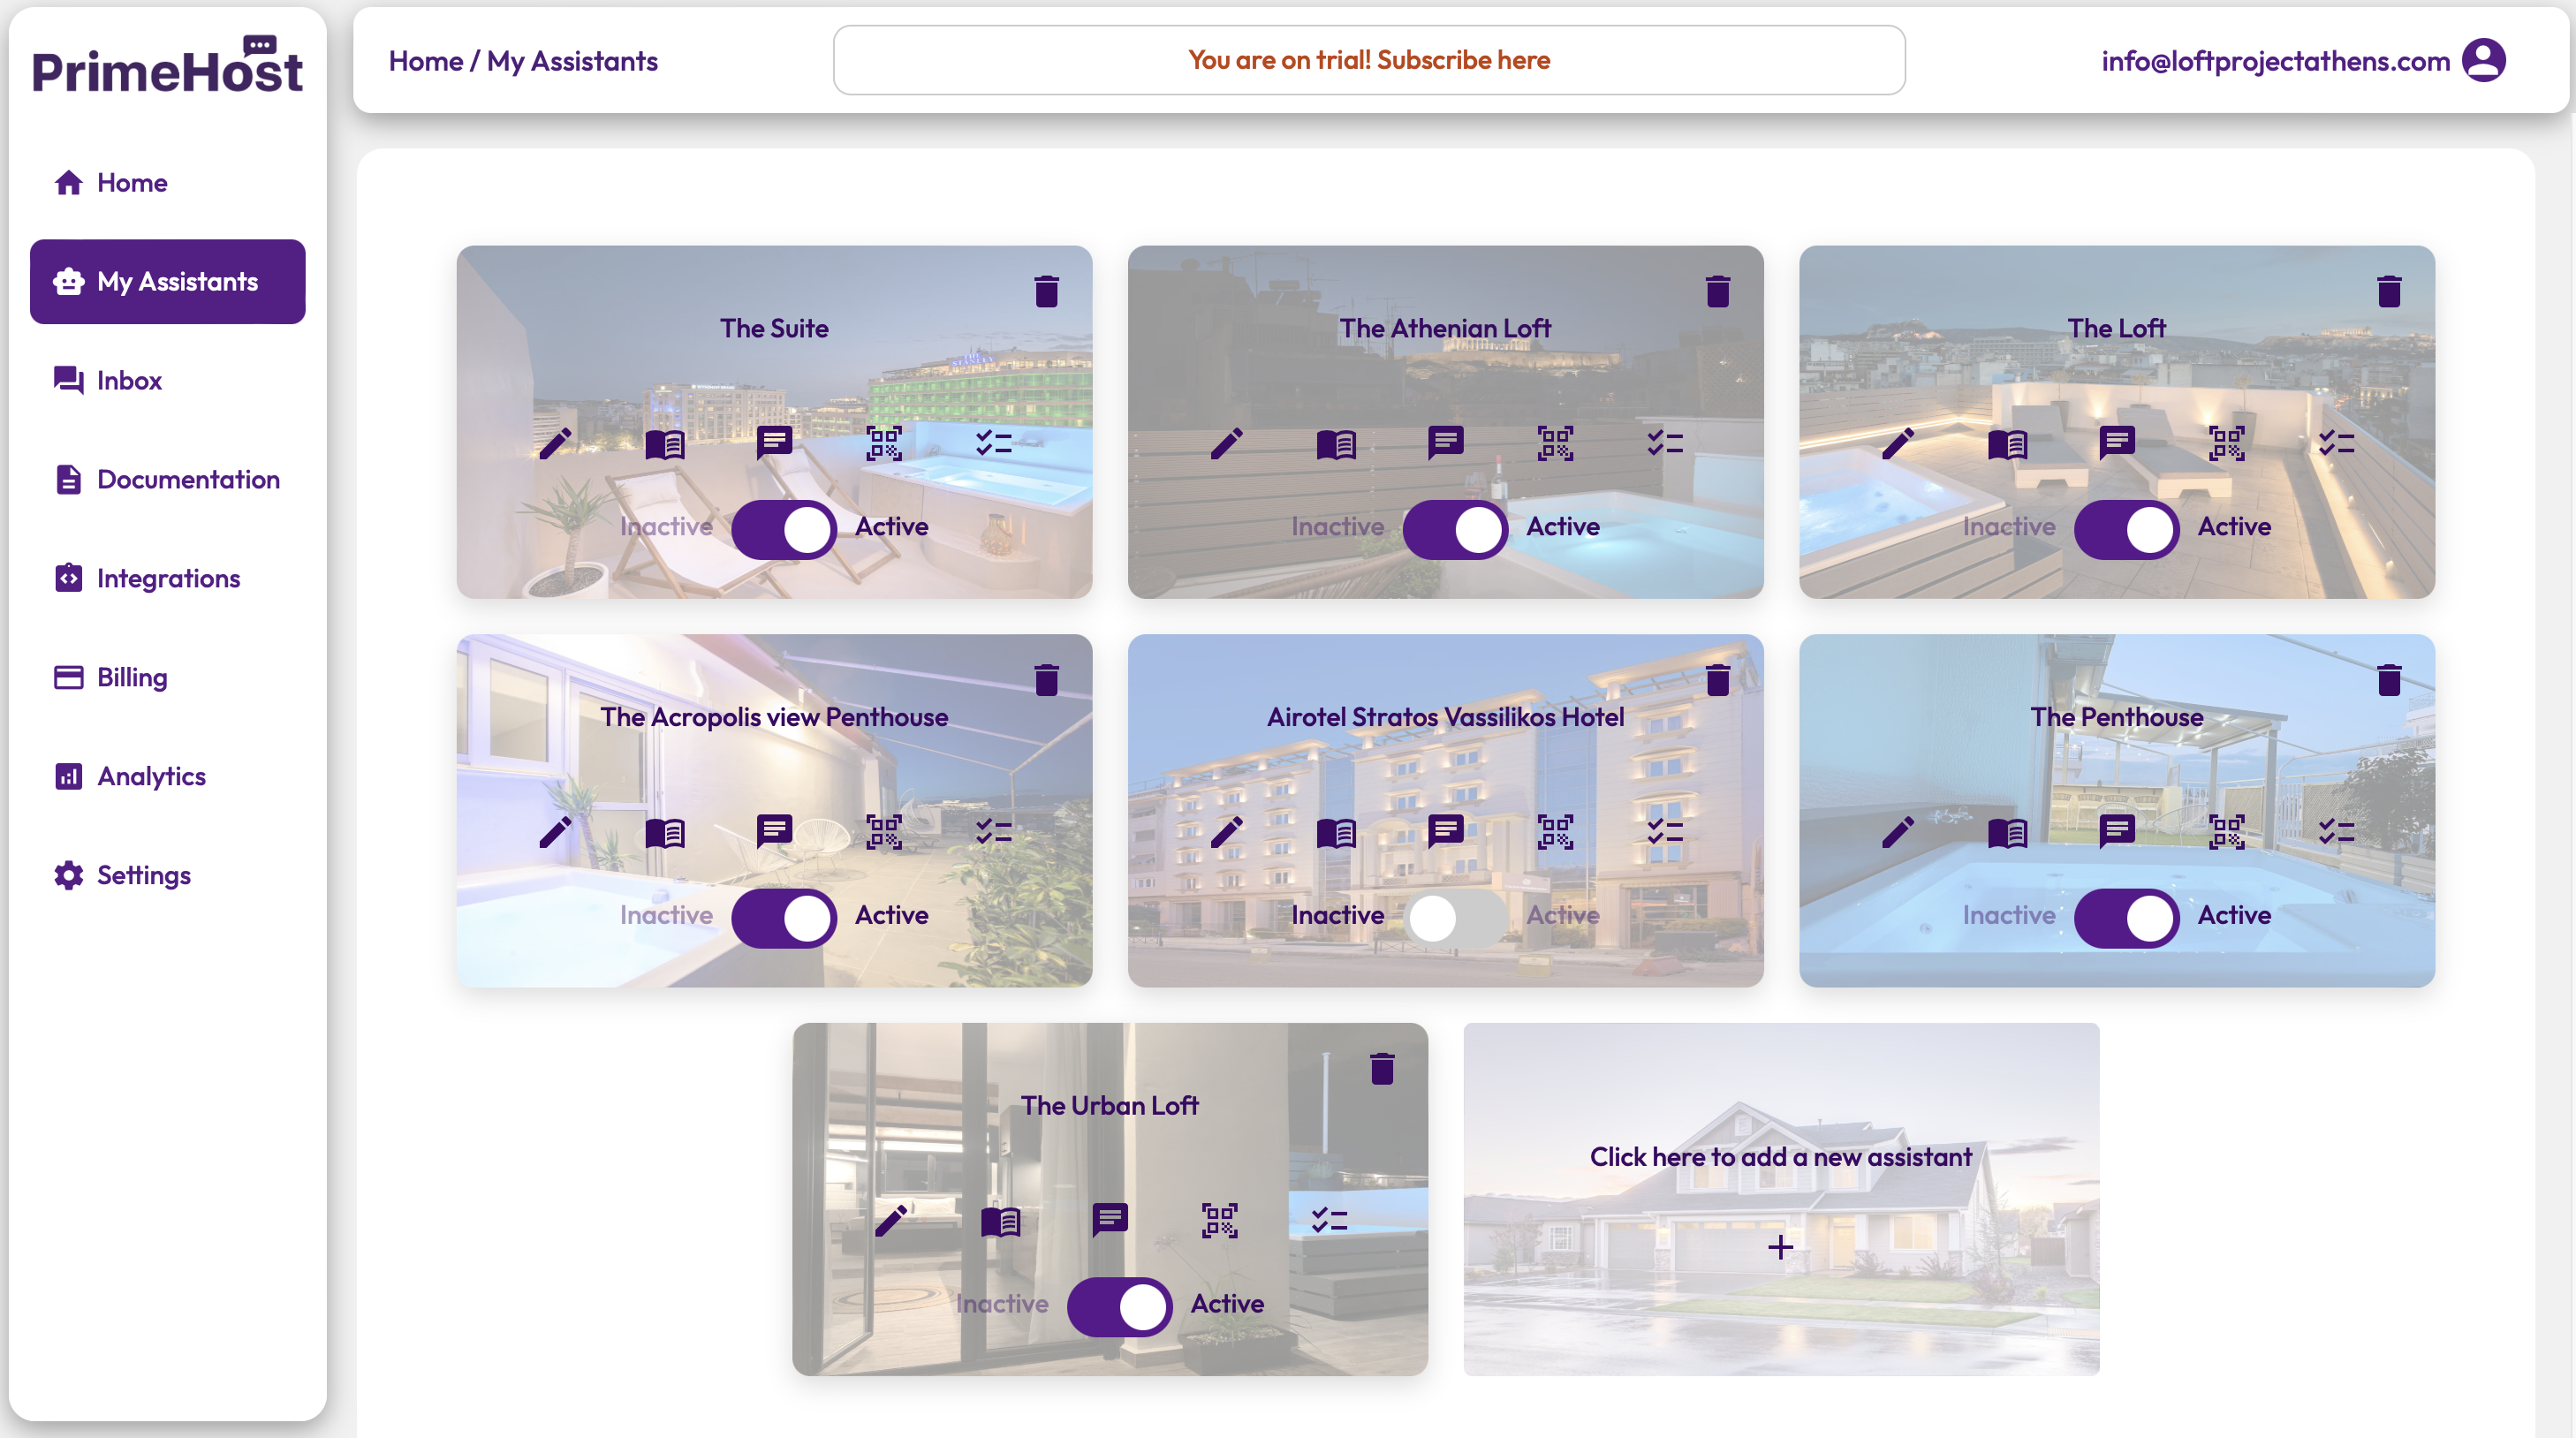 PrimeHost
Home
My Assistants
Inbox
Documentation
Integrations
Billing
Analytics
Settings
Home / My Assistants
You are on trial! Subscribe here
info@loftprojectathens.com
The Suite
Inactive Active
The Athenian Loft
Inactive Active
The Loft
Inactive Active
The Acropolis view Penthouse
Inactive Active
Airotel Stratos Vassilikos Hotel
Inactive Active
The Penthouse
Inactive Active
The Urban Loft
Inactive Active
Click here to add a new assistant